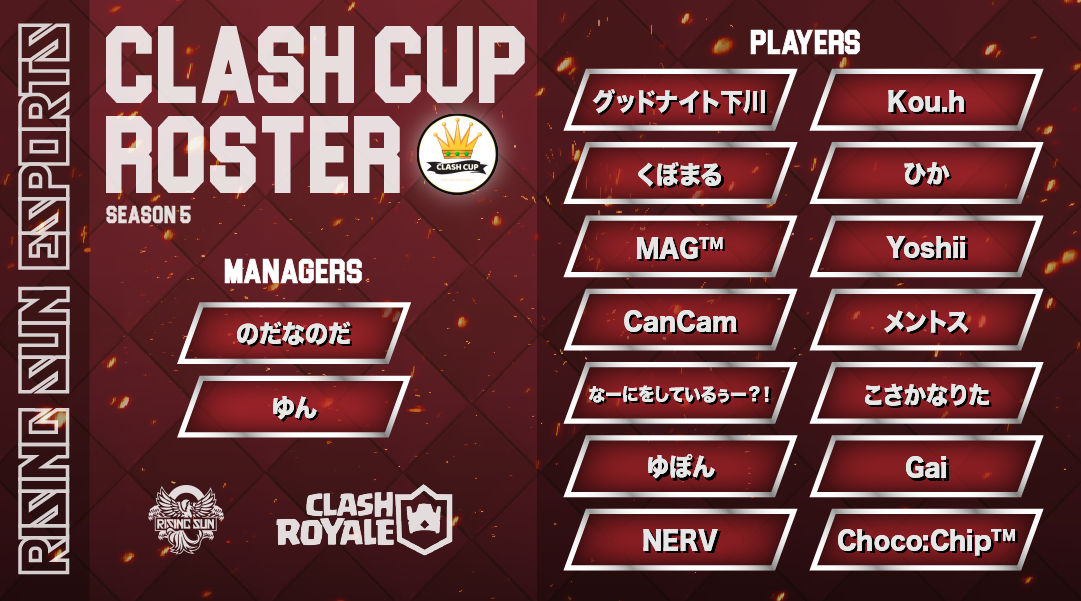 RISING SUN ESPORTS
CLASH CUP
ROSTER
CLASH CUP
SEASON 5
MANAGERS
のだなのだ
ゆん
RISING SUN
CLASH
ROYALE
PLAYERS
グッドナイト下川
Kou.h
くぼまる
ひか
MAG™
Yoshii
CanCam
メントス
なーにをしているぅー?!
こさかなりた
ゆぽん
Gai
NERV
Choco:Chip™